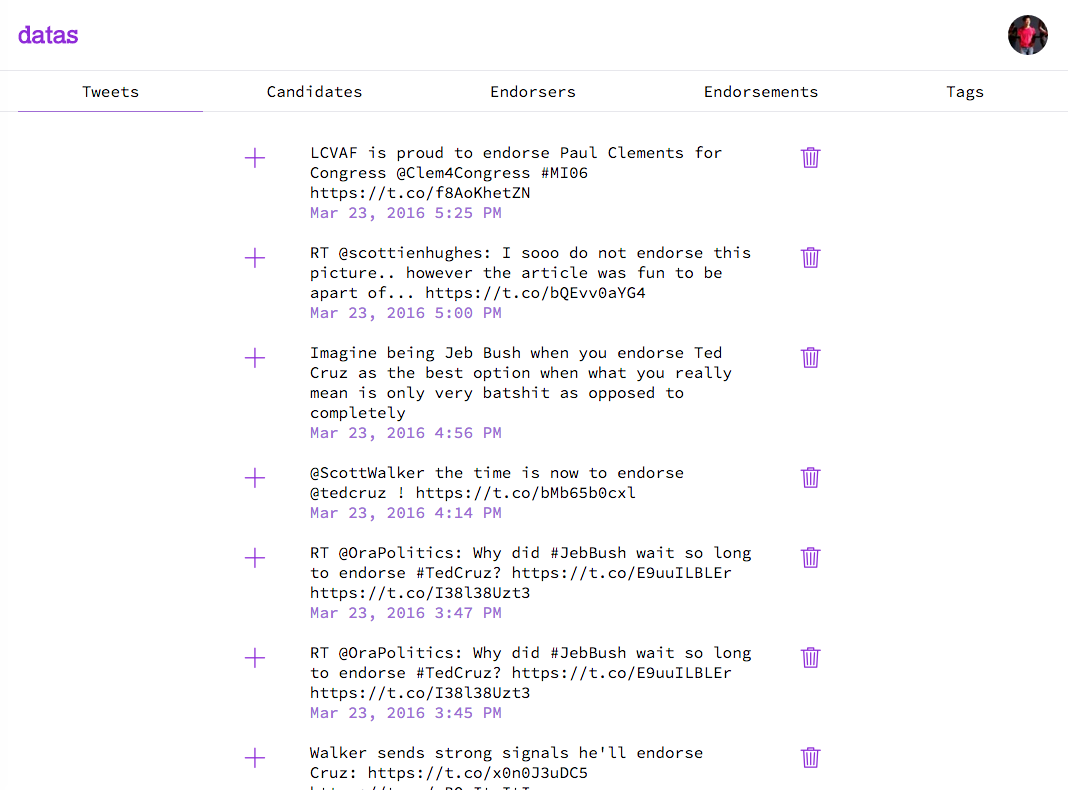 datas
Tweets Candidates Endorsers Endorsements Tags
LCVAF is proud to endorse Paul Clements for
Congress @Clem4Congress #MI06
https://t.co/f8AoKhetZN
Mar 23, 2016 5:25 PM
RT @scottienhughes: I sooo do not endorse this
picture.. however the article was fun to be
apart of... https://t.co/bQEvv0aYG4
Mar 23, 2016 5:00 PM
Imagine being Jeb Bush when you endorse Ted
Cruz as the best option when what you really
mean is only very batshit as opposed to
completely
Mar 23, 2016 4:56 PM
@ScottWalker the time is now to endorse
@tedcruz ! https://t.co/bMb65b0cxl
Mar 23, 2016 4:14 PM
RT @OraPolitics: Why did #JebBush wait so long
to endorse #TedCruz? https://t.co/E9uuILBLEr
https://t.co/I38l38Uzt3
Mar 23, 2016 3:47 PM
RT @OraPolitics: Why did #JebBush wait so long
to endorse #TedCruz? https://t.co/E9uuILBLEr
https://t.co/I38l38Uzt3
Mar 23, 2016 3:45 PM
Walker sends strong signals he'll endorse
Cruz: https://t.co/x0n0J3uDC5